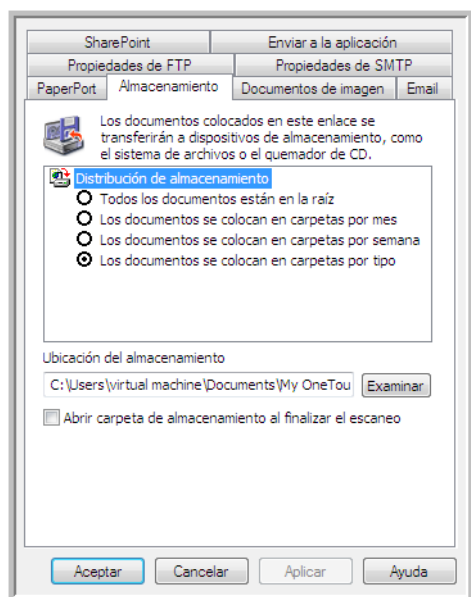 SharePoint
Enviar a la aplicación
Propiedades de FTP
Propiedades de SMTP
PaperPort
Almacenamiento
Documentos de imagen
Email
Los documentos colocados en este enlace se
transferirán a dispositivos de almacenamiento, como
el sistema de archivos o el quemador de CD.
Distribución de almacenamiento
Todos los documentos están en la raíz
Los documentos se colocan en carpetas por mes
Los documentos se colocan en carpetas por semana
Los documentos se colocan en carpetas por tipo
Ubicación del almacenamiento
C:\Users\virtual machine\Documents\My OneTou
Examinar
Abrir carpeta de almacenamiento al finalizar el escaneo
Aceptar
Cancelar
Aplicar
Ayuda